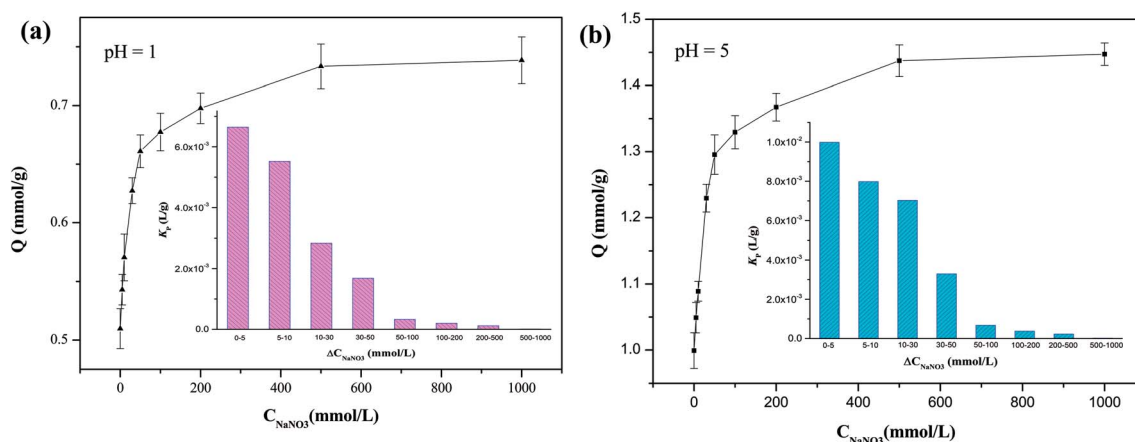 (a)
pH = 1
Q (mmol/g)
0.7
0.6
0.5
0 200 400 600 800 1000
C_NaNO3(mmol/L)
K_P (L/g)
6.0x10⁻³
4.0x10⁻³
2.0x10⁻³
0.0
0-5 5-10 10-30 30-50 50-100 100-200 200-500 500-1000
ΔC_NaNO3 (mmol/L)
(b)
pH = 5
Q (mmol/g)
1.5
1.4
1.3
1.2
1.1
1.0
0 200 400 600 800 1000
C_NaNO3(mmol/L)
K_P (L/g)
1.0x10⁻²
8.0x10⁻³
6.0x10⁻³
4.0x10⁻³
2.0x10⁻³
0.0
0-5 5-10 10-30 30-50 50-100 100-200 200-500 500-1000
ΔC_NaNO3 (mmol/L)